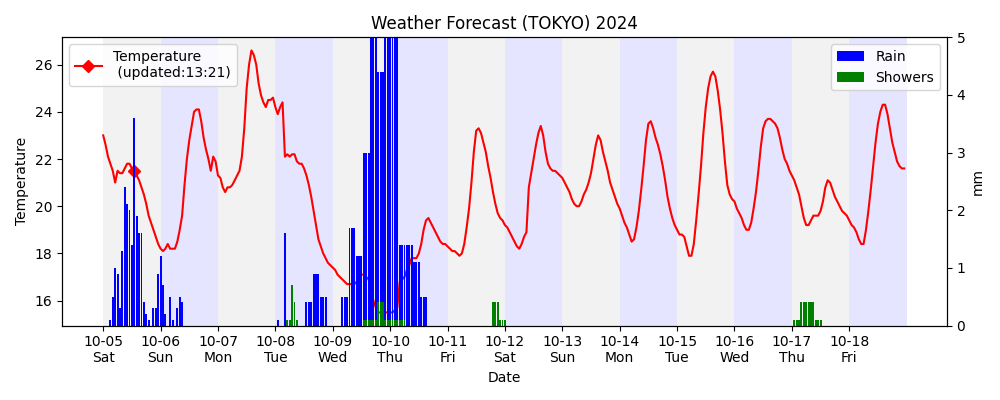 Weather Forecast (TOKYO) 2024
Temperature
(updated:13:21)
Rain
Showers
Temperature
26
24
22
20
18
16
5
4
3
2
1
0
mm
10-05 10-06 10-07 10-08 10-09 10-10 10-11 10-12 10-13 10-14 10-15 10-16 10-17 10-18
Sat Sun Mon Tue Wed Thu Fri Sat Sun Mon Tue Wed Thu Fri
Date